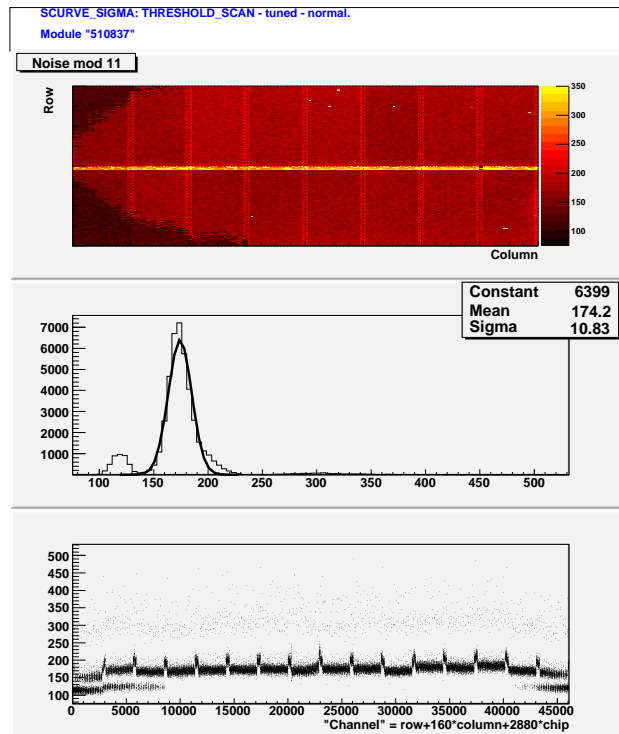 SCURVE_SIGMA: THRESHOLD_SCAN - tuned - normal.
Module "510837"
Noise mod 11
Row
350
300
250
200
150
100
Column
Constant 6399
Mean 174.2
Sigma 10.83
7000
6000
5000
4000
3000
2000
1000
100 150 200 250 300 350 400 450 500
500
450
400
350
300
250
200
150
100
0 5000 10000 15000 20000 25000 30000 35000 40000 45000
"Channel" = row+160*column+2880*chip